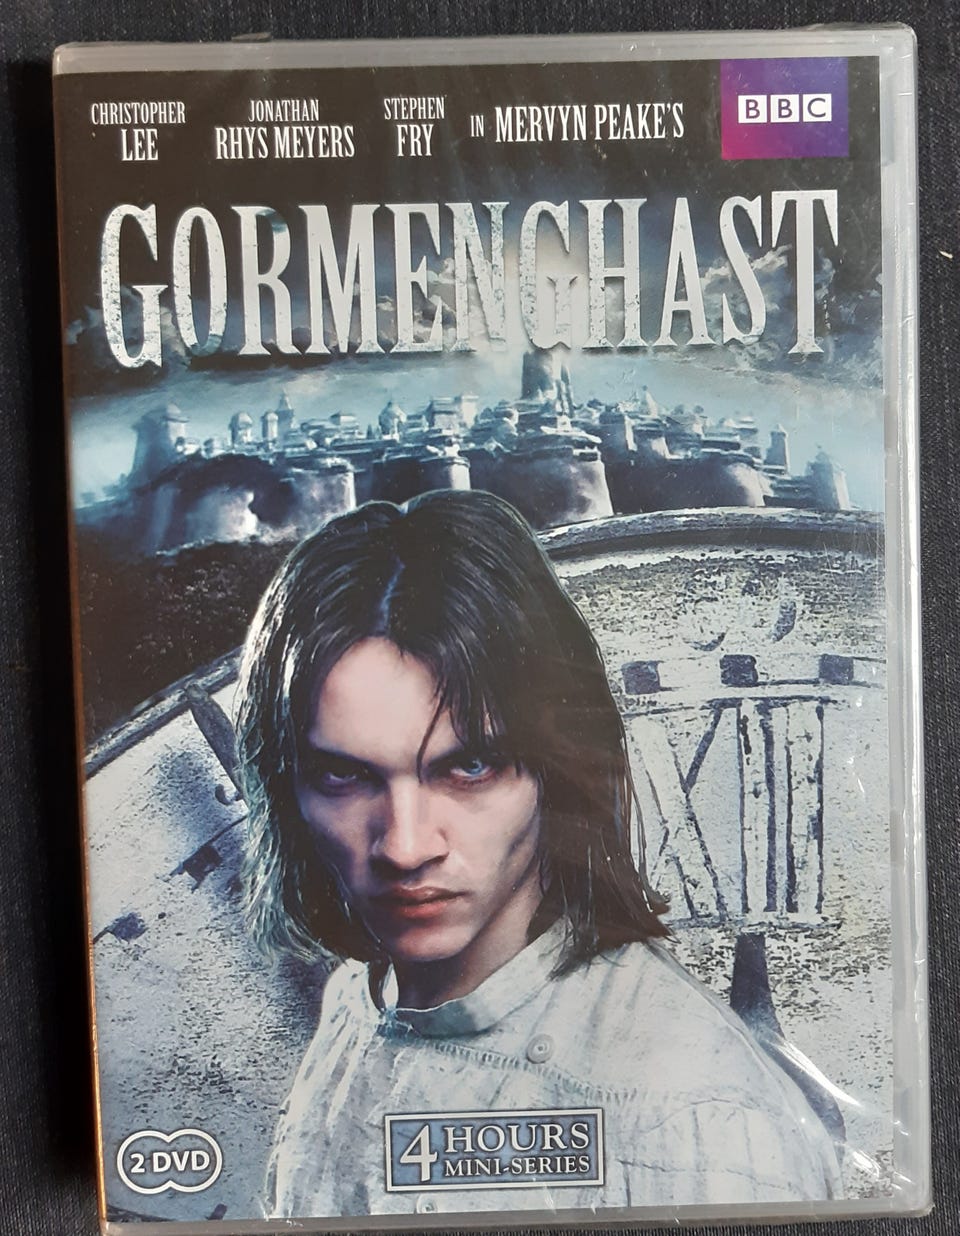 CHRISTOPHER LEE
JONATHAN RHYS MEYERS
STEPHEN FRY
IN MERVYN PEAKE'S
BBC
GORMENGHAST
XII
2 DVD
4 HOURS
MINI-SERIES